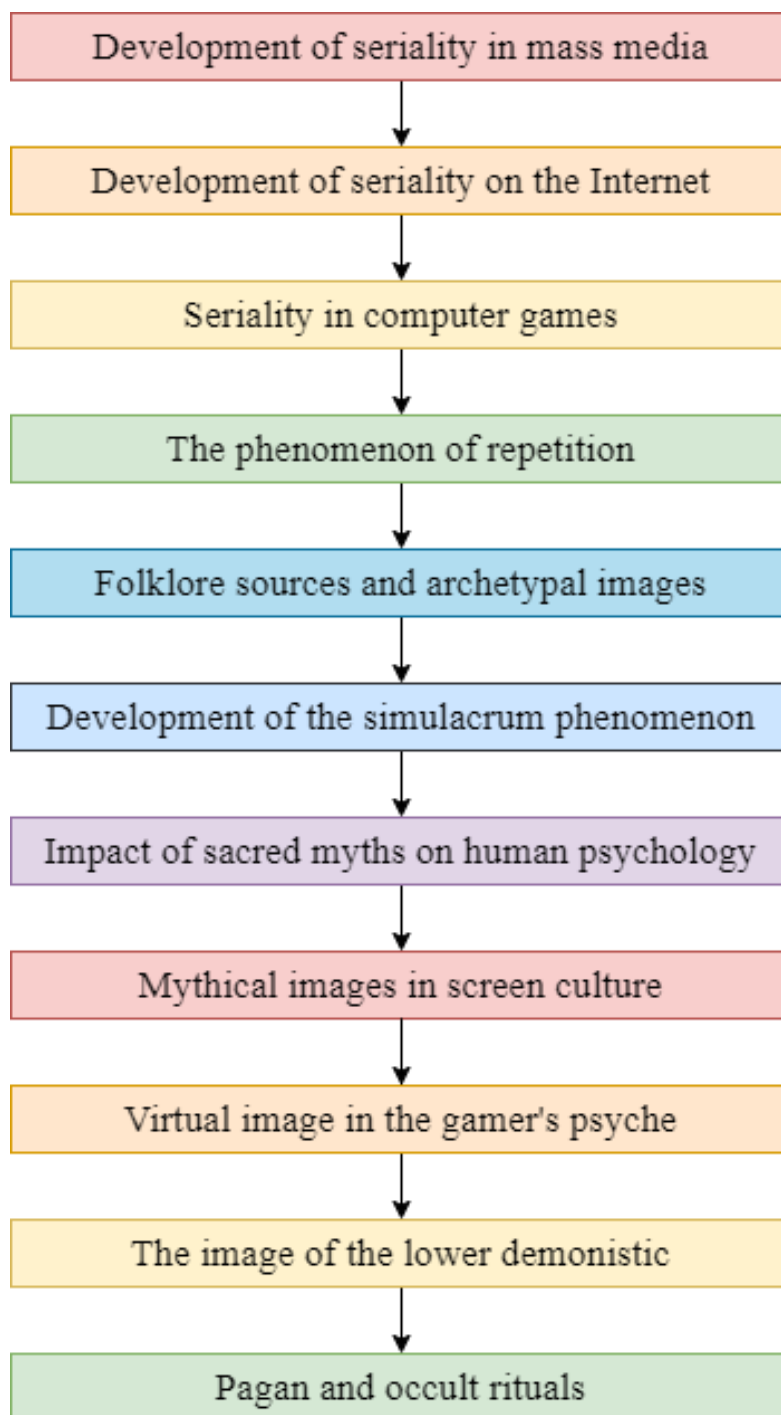 Development of seriality in mass media
Development of seriality on the Internet
Seriality in computer games
The phenomenon of repetition
Folklore sources and archetypal images
Development of the simulacrum phenomenon
Impact of sacred myths on human psychology
Mythical images in screen culture
Virtual image in the gamer's psyche
The image of the lower demonistic
Pagan and occult rituals